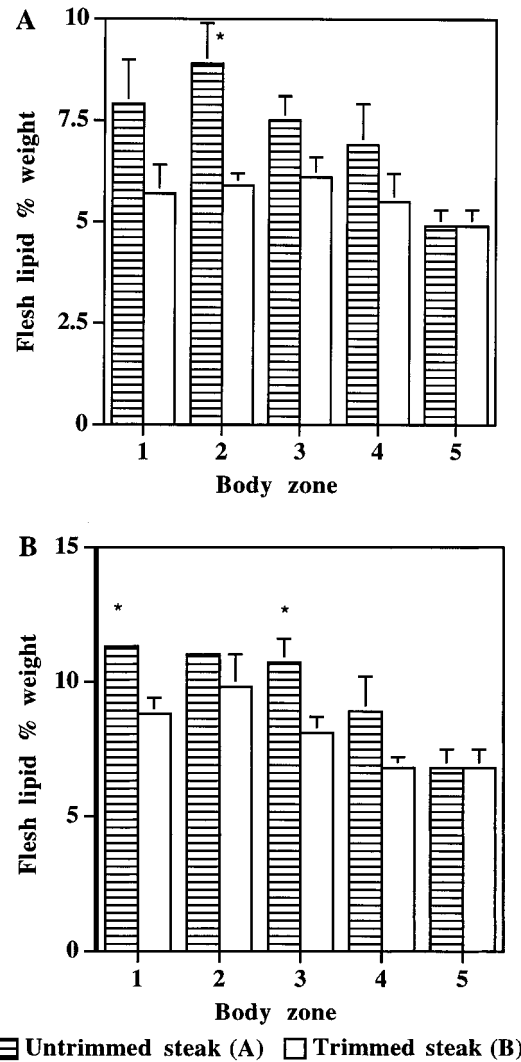 A
10
*
7.5
5
2.5
0
Flesh lipid % weight
1 2 3 4 5
Body zone
B
15
* *
10
5
0
Flesh lipid % weight
1 2 3 4 5
Body zone
Untrimmed steak (A) Trimmed steak (B)